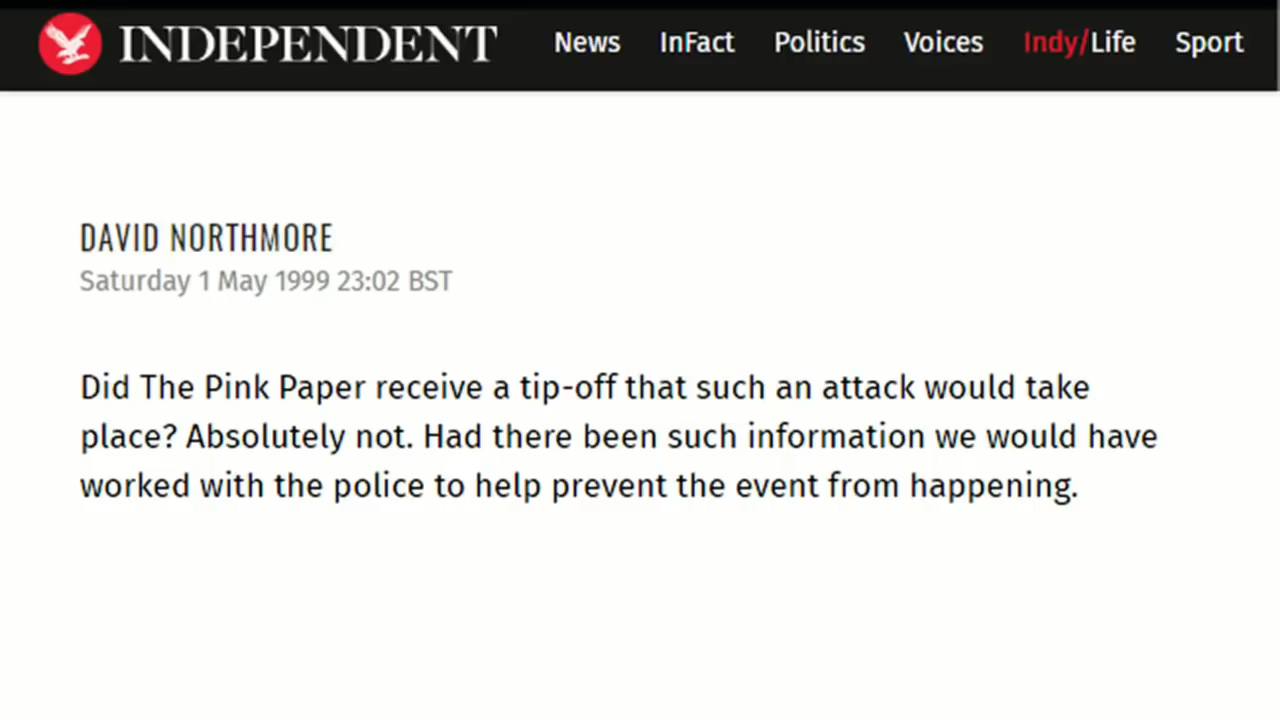 INDEPENDENT News InFact Politics Voices Indy/Life Sport
DAVID NORTHMORE
Saturday 1 May 1999 23:02 BST
Did The Pink Paper receive a tip-off that such an attack would take
place? Absolutely not. Had there been such information we would have
worked with the police to help prevent the event from happening.